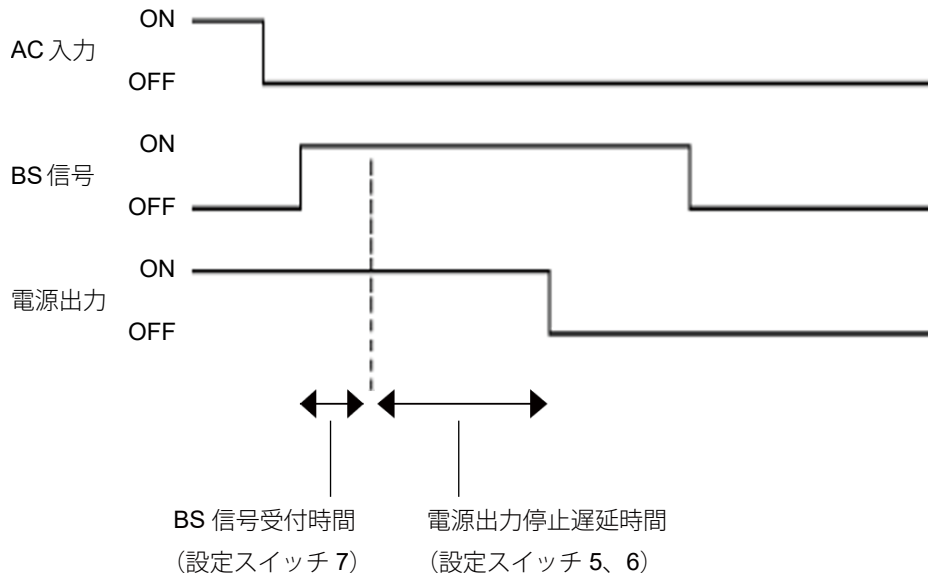 ON
AC 入力
OFF
ON
BS 信号
OFF
ON
電源出力
OFF
BS 信号受付時間
(設定スイッチ 7)
電源出力停止遅延時間
(設定スイッチ 5、6)